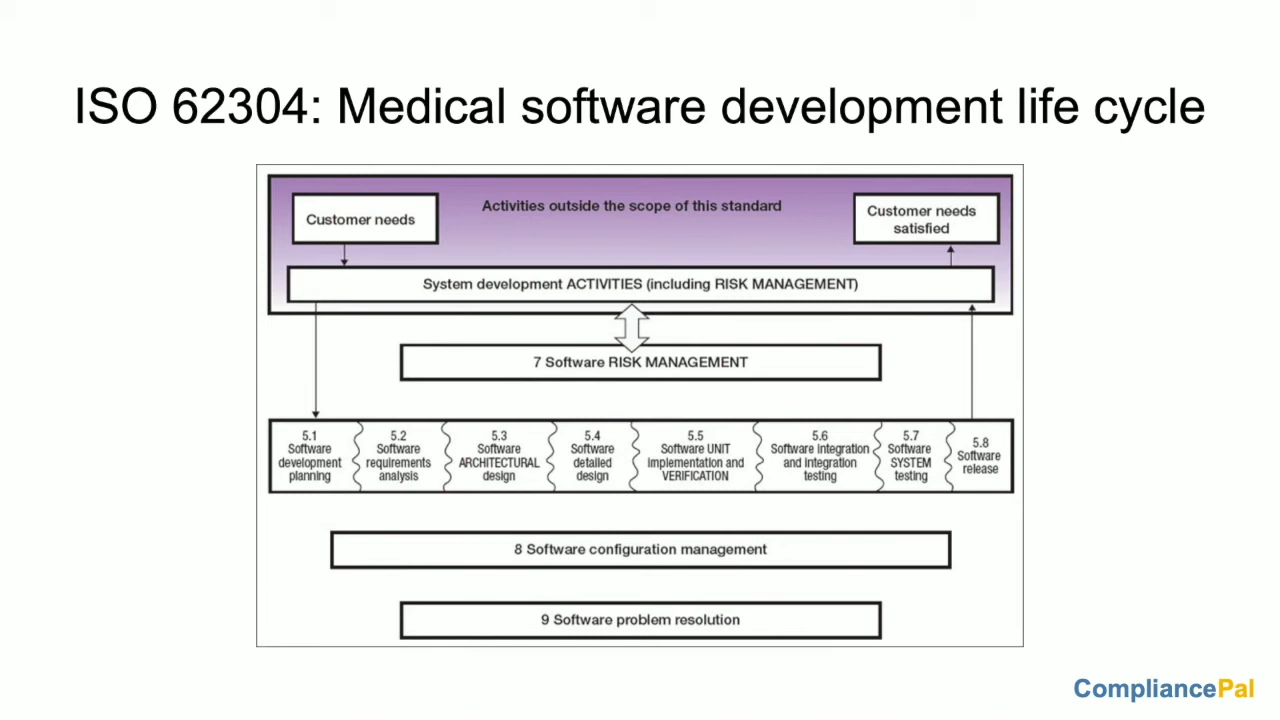 ISO 62304: Medical software development life cycle
Activities outside the scope of this standard
Customer needs
Customer needs
satisfied
System development ACTIVITIES (including RISK MANAGEMENT)
7 Software RISK MANAGEMENT
5.1
Software
development
planning
5.2
Software
requirements
analysis
5.3
Software
ARCHITECTURAL
design
5.4
Software
detailed
design
5.5
Software UNIT
implementation and
VERIFICATION
5.6
Software integration
and integration
testing
5.7
Software
SYSTEM
testing
5.8
Software
release
8 Software configuration management
9 Software problem resolution
CompliancePal